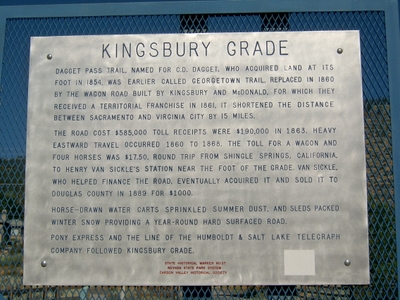 KINGSBURY GRADE
DAGGET PASS TRAIL, NAMED FOR C.D. DAGGET, WHO ACQUIRED LAND AT ITS
FOOT IN 1854, WAS EARLIER CALLED GEORGETOWN TRAIL. REPLACED IN 1860
BY THE WAGON ROAD BUILT BY KINGSBURY AND McDONALD, FOR WHICH THEY
RECEIVED A TERRITORIAL FRANCHISE IN 1861, IT SHORTENED THE DISTANCE
BETWEEN SACRAMENTO AND VIRGINIA CITY BY 15 MILES.
THE ROAD COST $585,000 TOLL RECEIPTS WERE $190,000 IN 1863. HEAVY
EASTWARD TRAVEL OCCURRED 1860 TO 1868. THE TOLL FOR A WAGON AND
FOUR HORSES WAS $17.50, ROUND TRIP FROM SHINGLE SPRINGS, CALIFORNIA,
TO HENRY VAN SICKLE'S STATION NEAR THE FOOT OF THE GRADE. VAN SICKLE,
WHO HELPED FINANCE THE ROAD, EVENTUALLY ACQUIRED IT AND SOLD IT TO
DOUGLAS COUNTY IN 1889 FOR $1000.
HORSE-DRAWN WATER CARTS SPRINKLED SUMMER DUST, AND SLEDS PACKED
WINTER SNOW PROVIDING A YEAR-ROUND HARD SURFACED ROAD.
PONY EXPRESS AND THE LINE OF THE HUMBOLDT & SALT LAKE TELEGRAPH
COMPANY FOLLOWED KINGSBURY GRADE.
STATE HISTORICAL MARKER NO.117
NEVADA STATE PARK SYSTEM
CARSON VALLEY HISTORICAL SOCIETY